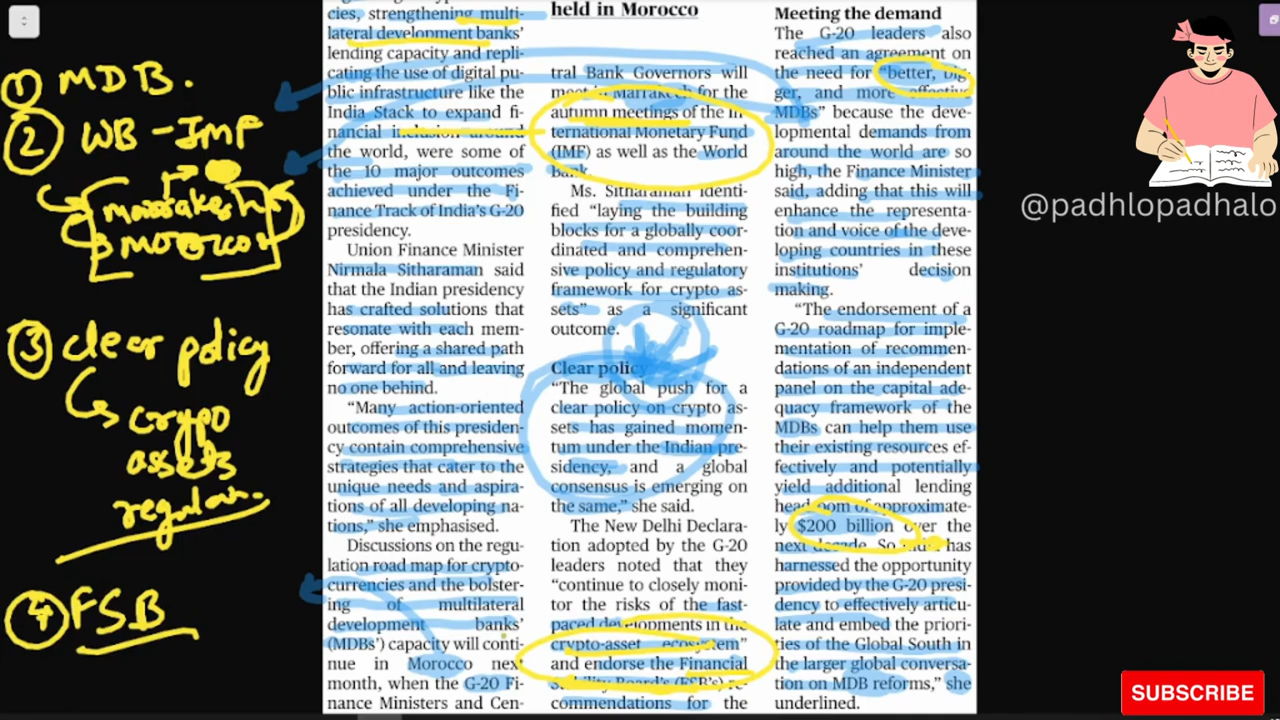 ① MDB.
② WB - IMF
Marrakesh
Morocco
③ clear policy
crypo
assets
④ FSB
cies, strengthening multi-
lateral development banks'
lending capacity and repli-
cating the use of digital pu-
blic infrastructure like the
India Stack to expand fi-
nancial inclusion around
the world, were some of
the 10 major outcomes
achieved under the Fi-
nance Track of India's G-20
presidency.
Union Finance Minister
Nirmala Sitharaman said
that the Indian presidency
has crafted solutions that
resonate with each mem-
ber, offering a shared path
forward for all and leaving
no one behind.
"Many action-oriented
outcomes of this presiden-
cy contain comprehensive
strategies that cater to the
unique needs and aspira-
tions of all developing na-
tions," she emphasised.
Discussions on the regu-
lation road map for crypto-
currencies and the bolster-
ing of multilateral
development banks'
(MDBs') capacity will conti-
nue in Morocco next
month, when the G-20 Fi-
nance Ministers and Cen-
held in Morocco
tral Bank Governors will
meet in Marrakech for the
autumn meetings of the In-
ternational Monetary Fund
(IMF) as well as the World
Bank.
Ms. Sitharaman identi-
fied "laying the building
blocks for a globally coor-
dinated and comprehen-
sive policy and regulatory
framework for crypto as-
sets" as a significant
outcome.
Clear policy
"The global push for a
clear policy on crypto as-
sets has gained momen-
tum under the Indian pre-
sidency, and a global
consensus is emerging on
the same," she said.
The New Delhi Declara-
tion adopted by the G-20
leaders noted that they
"continue to closely moni-
tor the risks of the fast-
paced developments in the
crypto-asset ecosystem"
and endorse the Financial
Stability Board's (FSB's) re-
commendations for the
Meeting the demand
The G-20 leaders also
reached an agreement on
the need for "better, big-
ger, and more effective
MDBs" because the deve-
lopmental demands from
around the world are so
high, the Finance Minister
said, adding that this will
enhance the representa-
tion and voice of the deve-
loping countries in these
institutions' decision
making.
"The endorsement of a
G-20 roadmap for imple-
mentation of recommen-
dations of an independent
panel on the capital ade-
quacy framework of the
MDBs can help them use
their existing resources ef-
fectively and potentially
yield additional lending
headroom of approximate-
ly $200 billion over the
next decade. So has
harnessed the opportunity
provided by the G-20 presi-
dency to effectively articu-
late and embed the priori-
ties of the Global South in
the larger global conversa-
tion on MDB reforms," she
underlined.
@padhlopadhalo
SUBSCRIBE